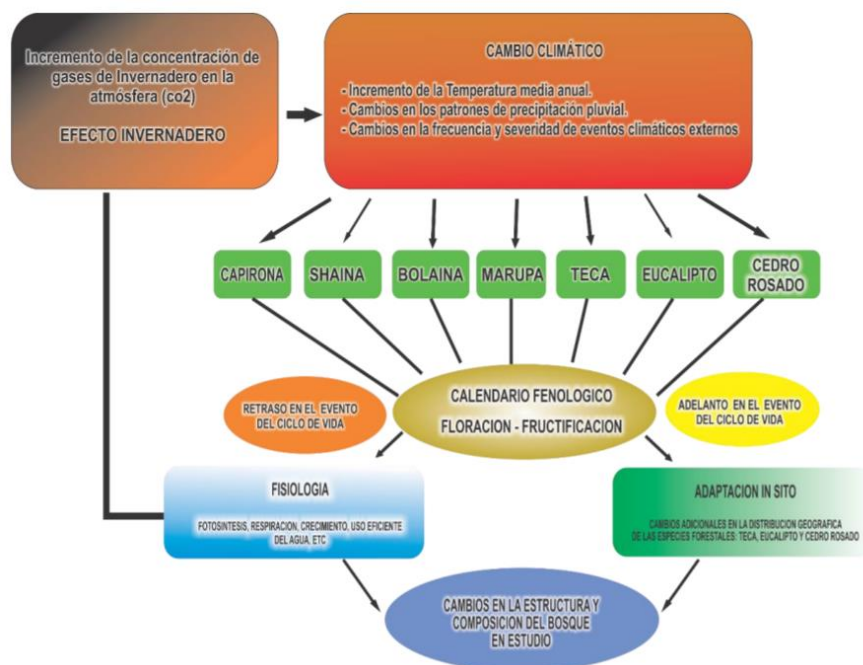 Incremento de la concentración de
gases de Invernadero en la
atmósfera (co2)
EFECTO INVERNADERO
CAMBIO CLIMÁTICO
- Incremento de la Temperatura media anual.
- Cambios en los patrones de precipitación pluvial.
- Cambios en la frecuencia y severidad de eventos climáticos externos
CAPIRONA
SHAINA
BOLAINA
MARUPA
TECA
EUCALIPTO
CEDRO
ROSADO
CALENDARIO FENOLOGICO
FLORACION - FRUCTIFICACION
RETRASO EN EL EVENTO
DEL CICLO DE VIDA
ADELANTO EN EL EVENTO
DEL CICLO DE VIDA
FISIOLOGIA
FOTOSINTESIS, RESPIRACION, CRECIMIENTO, USO EFICIENTE
DEL AGUA, ETC
ADAPTACION IN SITO
CAMBIOS ADICIONALES EN LA DISTRIBUCION GEOGRAFICA
DE LAS ESPECIES FORESTALES: TECA, EUCALIPTO Y CEDRO ROSADO
CAMBIOS EN LA ESTRUCTURA Y
COMPOSICION DEL BOSQUE
EN ESTUDIO